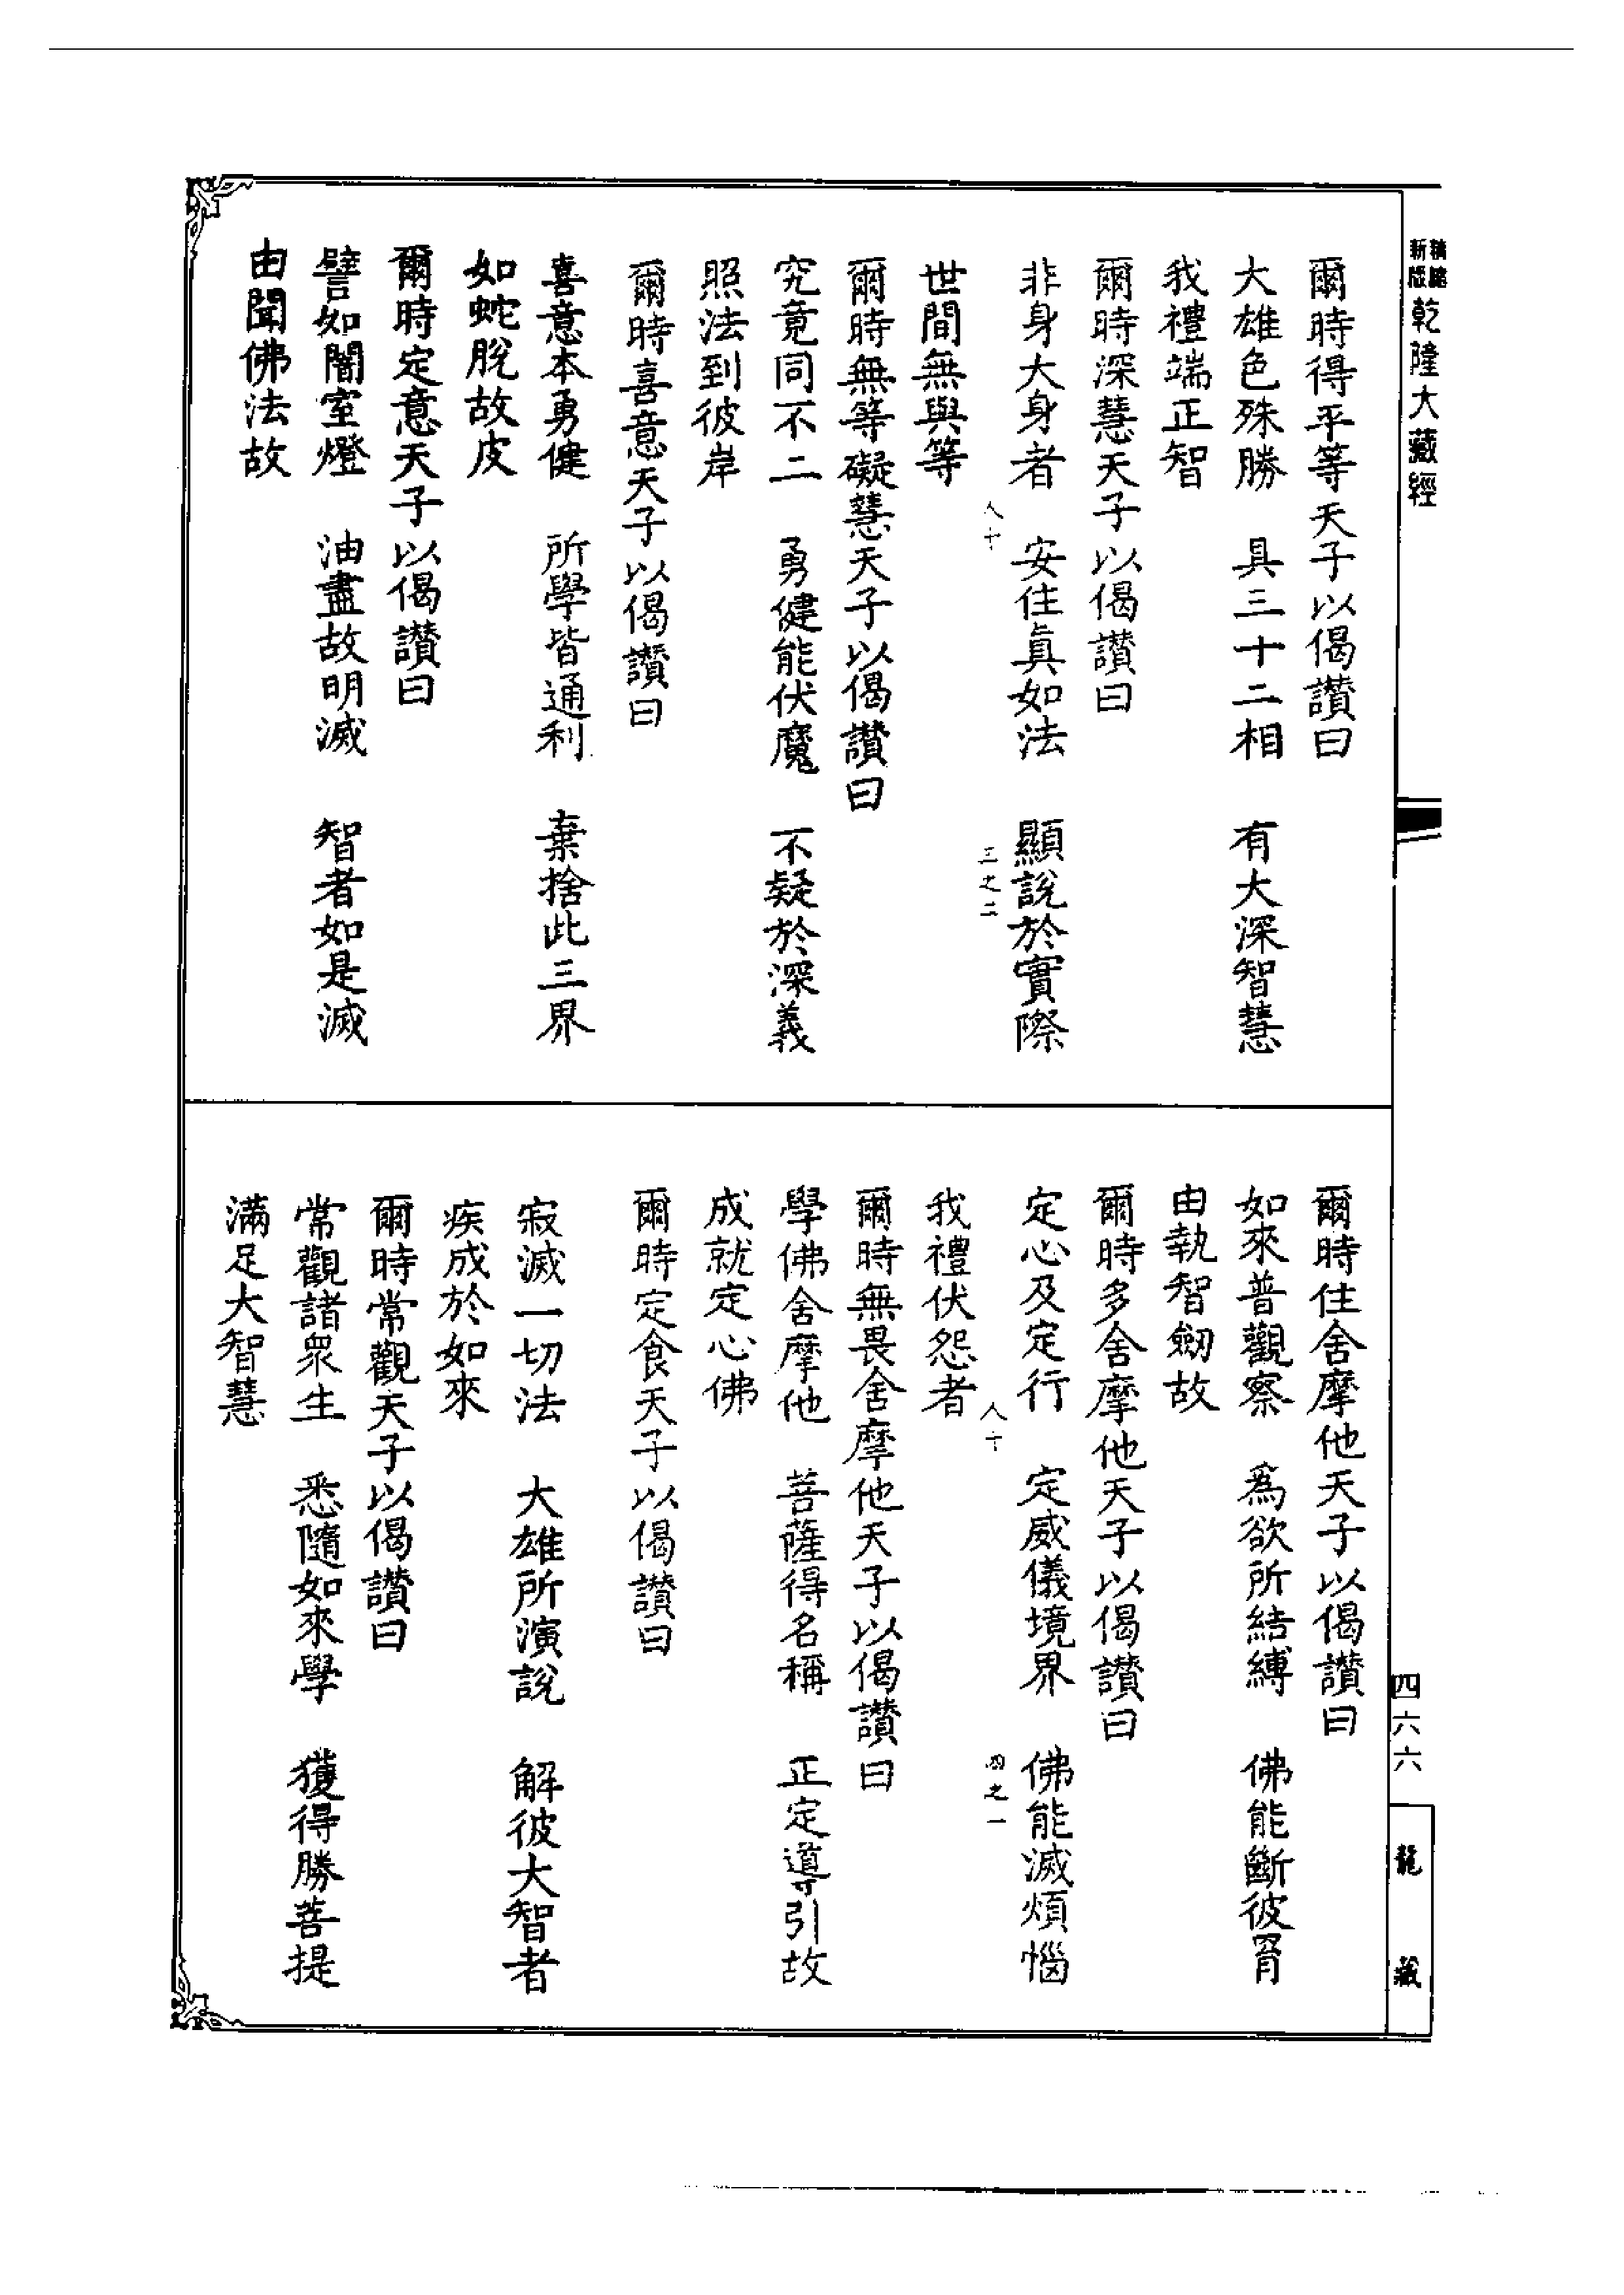 新版精縮乾隆大藏經
爾時得平等天子以偈讚曰
大雄色殊勝　具三十二相　有大深智慧
我禮端正智
爾時深慧天子以偈讚曰
非身大身者　安住真如法　顯說於實際
人十　三之二
世間無與等
爾時無等礙慧天子以偈讚曰
究竟同不二　勇健能伏魔　不疑於深義
照法到彼岸
爾時喜意天子以偈讚曰
喜意本勇健　所學皆通利　棄捨此三界
如蛇脫故皮
爾時定意天子以偈讚曰
譬如闇室燈　油盡故明滅　智者如是滅
由聞佛法故
四六六
龍藏
爾時住舍摩他天子以偈讚曰
如來普觀察　為欲所結縛　佛能斷彼罥
由執智劒故
爾時多舍摩他天子以偈讚曰
定心及定行　定威儀境界　佛能滅煩惱
人十　四之一
我禮伏怨者
爾時無畏舍摩他天子以偈讚曰
學佛舍摩他　菩薩得名稱　正定導引故
成就定心佛
爾時定食天子以偈讚曰
寂滅一切法　大雄所演說　解彼大智者
疾成於如來
爾時常觀天子以偈讚曰
常觀諸眾生　悉隨如來學　獲得勝菩提
滿足大智慧